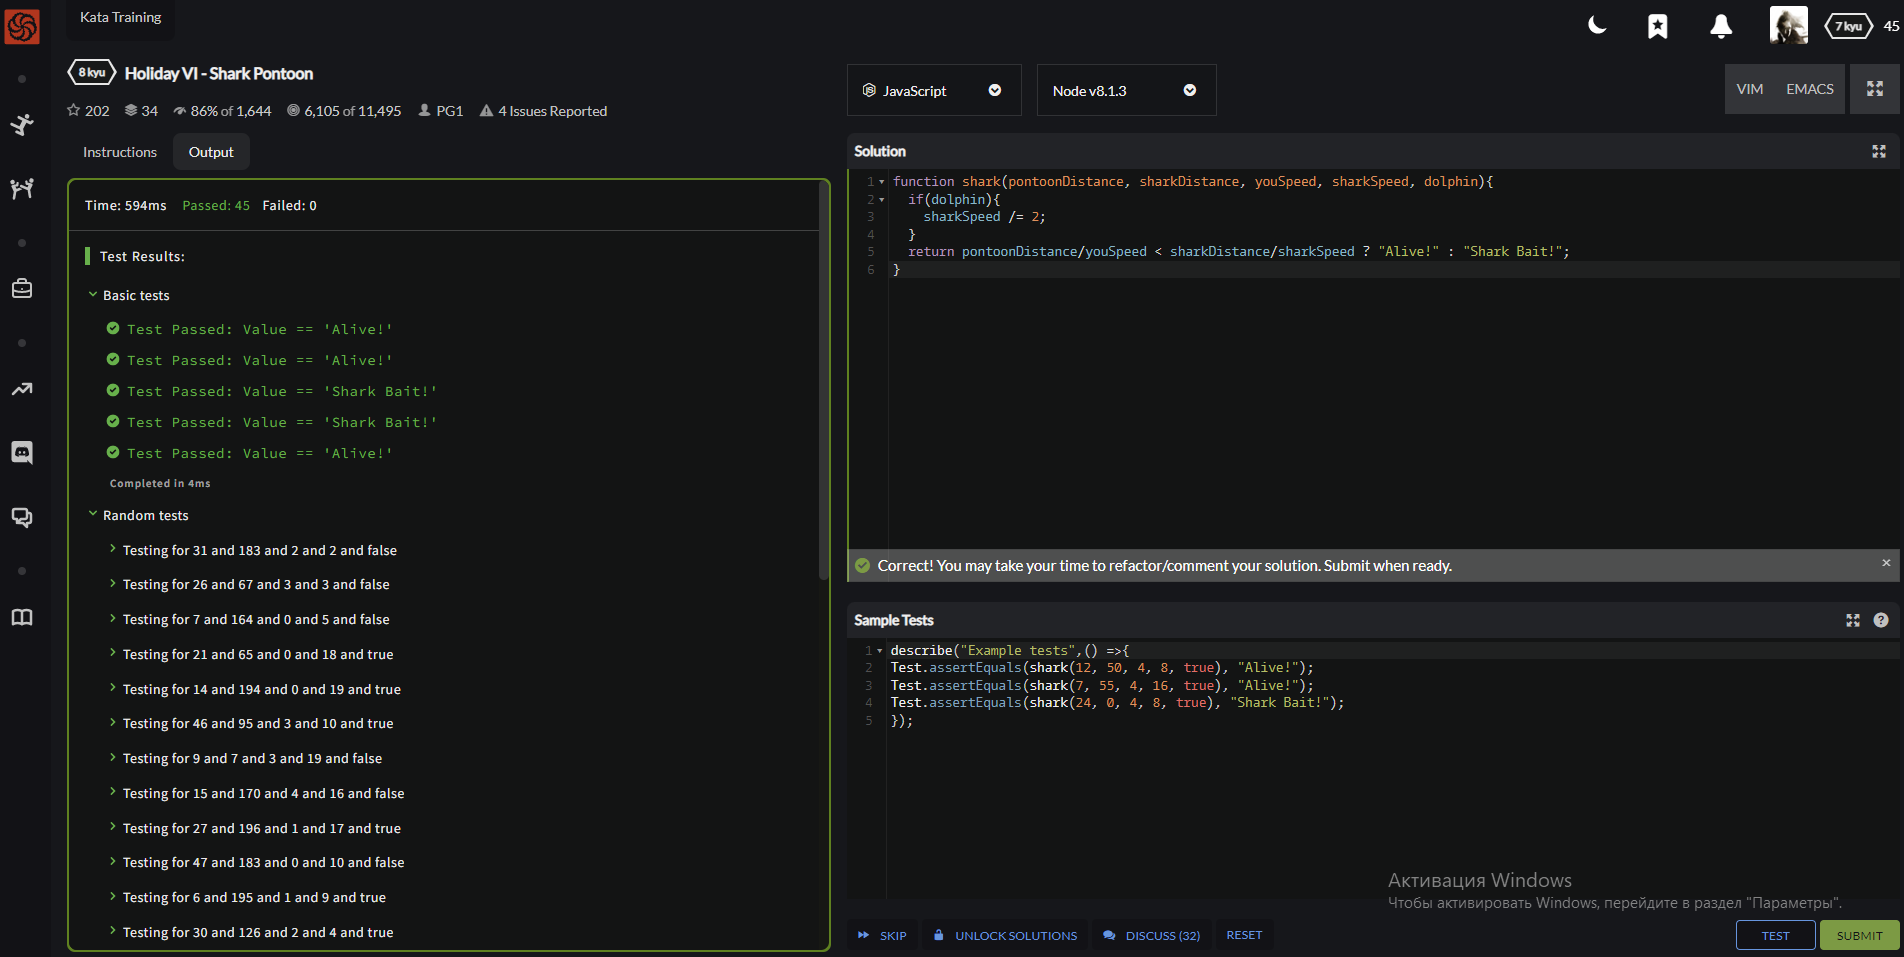 Kata Training
7 kyu 45
8 kyu Holiday VI - Shark Pontoon
202 34 86% of 1,644 6,105 of 11,495 PG1 4 Issues Reported
Instructions Output
Time: 594ms Passed: 45 Failed: 0
Test Results:
Basic tests
Test Passed: Value == 'Alive!'
Test Passed: Value == 'Alive!'
Test Passed: Value == 'Shark Bait!'
Test Passed: Value == 'Shark Bait!'
Test Passed: Value == 'Alive!'
Completed in 4ms
Random tests
Testing for 31 and 183 and 2 and 2 and false
Testing for 26 and 67 and 3 and 3 and false
Testing for 7 and 164 and 0 and 5 and false
Testing for 21 and 65 and 0 and 18 and true
Testing for 14 and 194 and 0 and 19 and true
Testing for 46 and 95 and 3 and 10 and true
Testing for 9 and 7 and 3 and 19 and false
Testing for 15 and 170 and 4 and 16 and false
Testing for 27 and 196 and 1 and 17 and true
Testing for 47 and 183 and 0 and 10 and false
Testing for 6 and 195 and 1 and 9 and true
Testing for 30 and 126 and 2 and 4 and true
JavaScript Node v8.1.3 VIM EMACS
Solution
1 function shark(pontoonDistance, sharkDistance, youSpeed, sharkSpeed, dolphin){
2 if(dolphin){
3 sharkSpeed /= 2;
4 }
5 return pontoonDistance/youSpeed < sharkDistance/sharkSpeed ? "Alive!" : "Shark Bait!";
6 }
Correct! You may take your time to refactor/comment your solution. Submit when ready.
Sample Tests
1 describe("Example tests",() =>{
2 Test.assertEquals(shark(12, 50, 4, 8, true), "Alive!");
3 Test.assertEquals(shark(7, 55, 4, 16, true), "Alive!");
4 Test.assertEquals(shark(24, 0, 4, 8, true), "Shark Bait!");
5 });
Активация Windows
Чтобы активировать Windows, перейдите в раздел "Параметры".
SKIP UNLOCK SOLUTIONS DISCUSS (32) RESET TEST SUBMIT